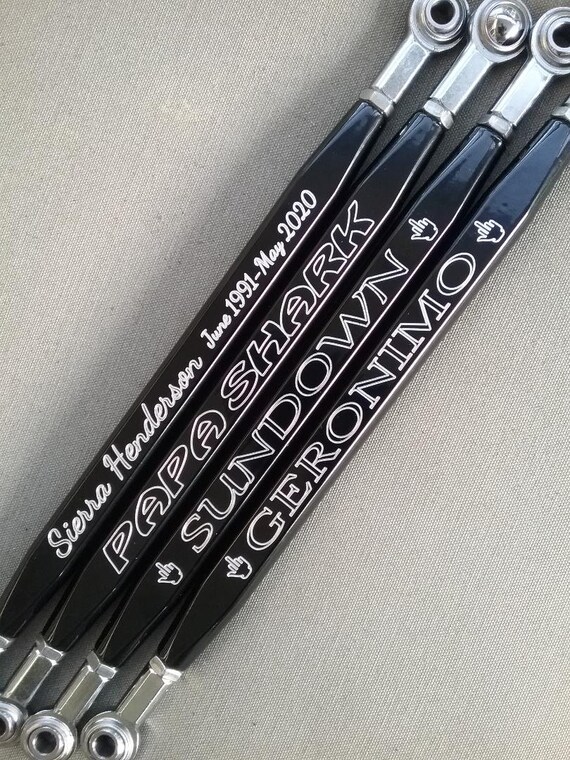 Sierra Henderson June 1991-May 2020
PAPA SHARK
SUNDOWN
GERONIMO